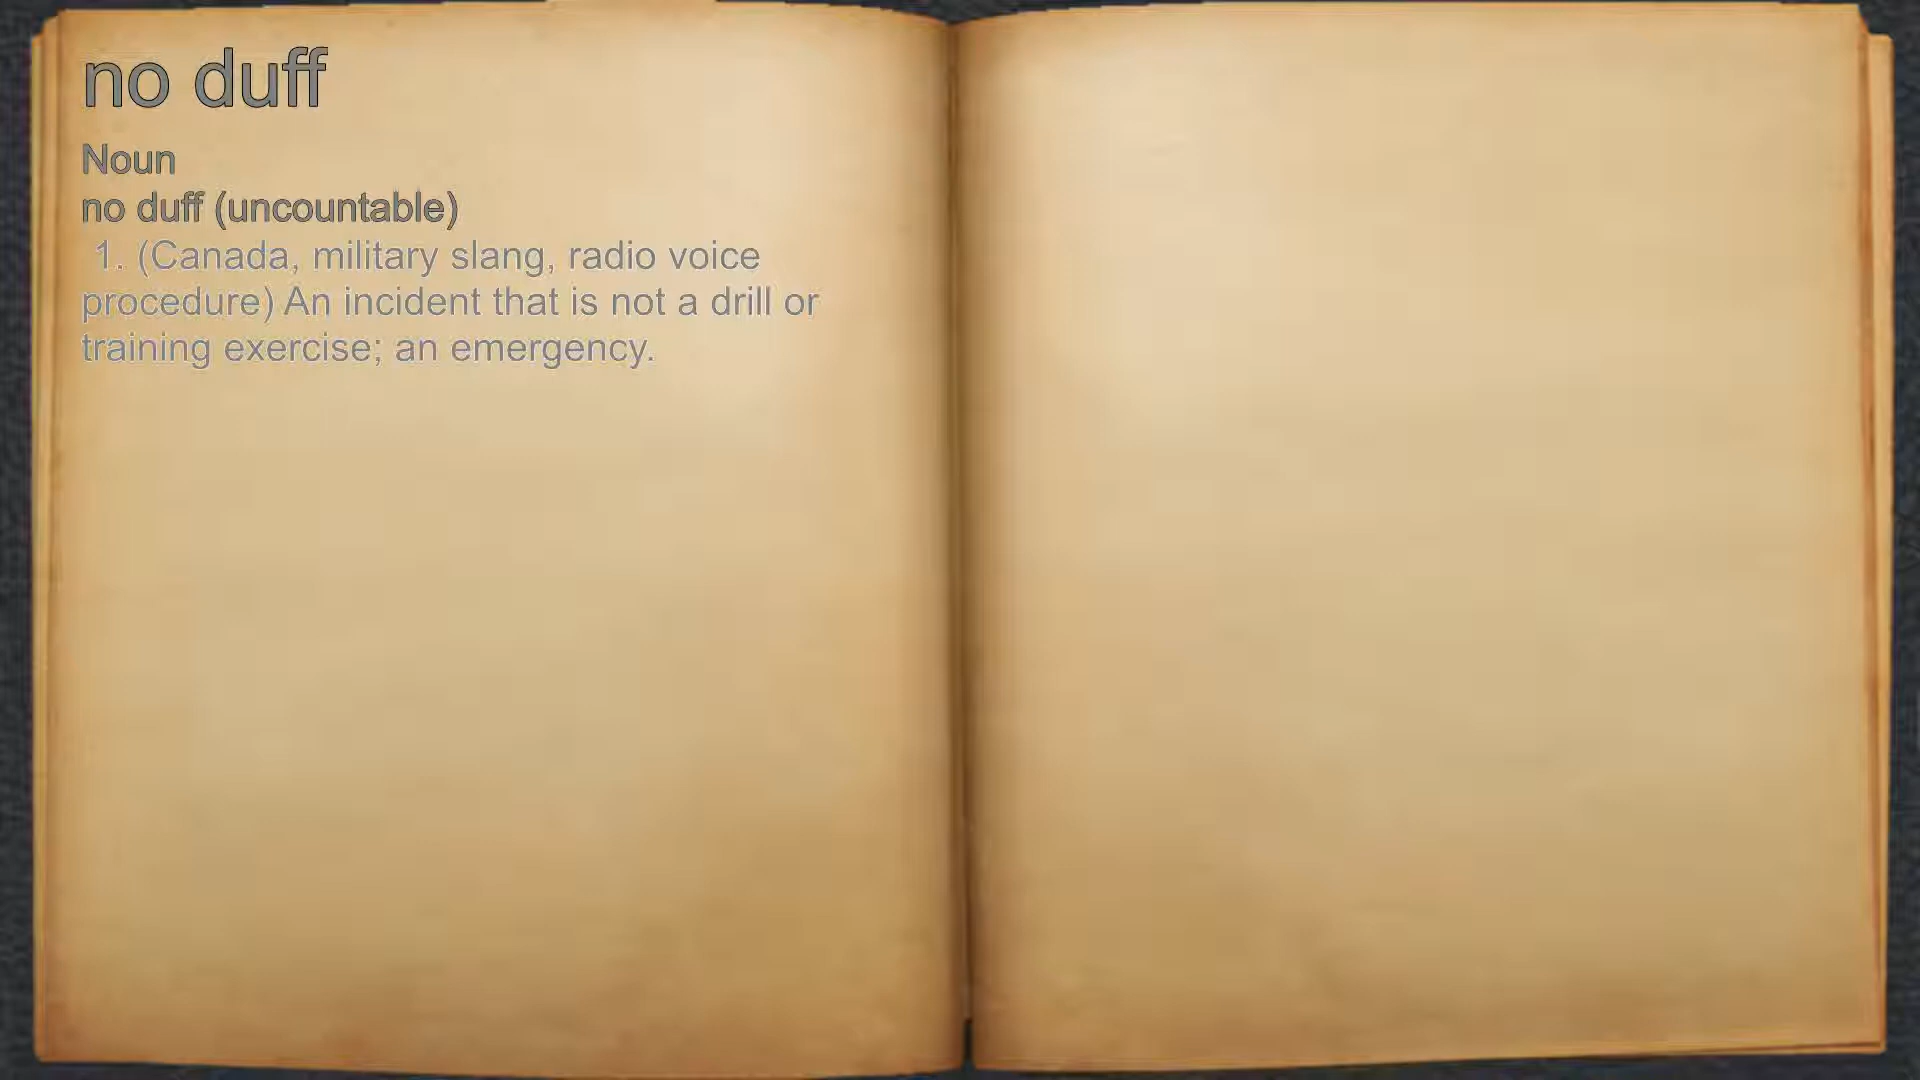 no duff
Noun
no duff (uncountable)
1. (Canada, military slang, radio voice
procedure) An incident that is not a drill or
training exercise; an emergency.